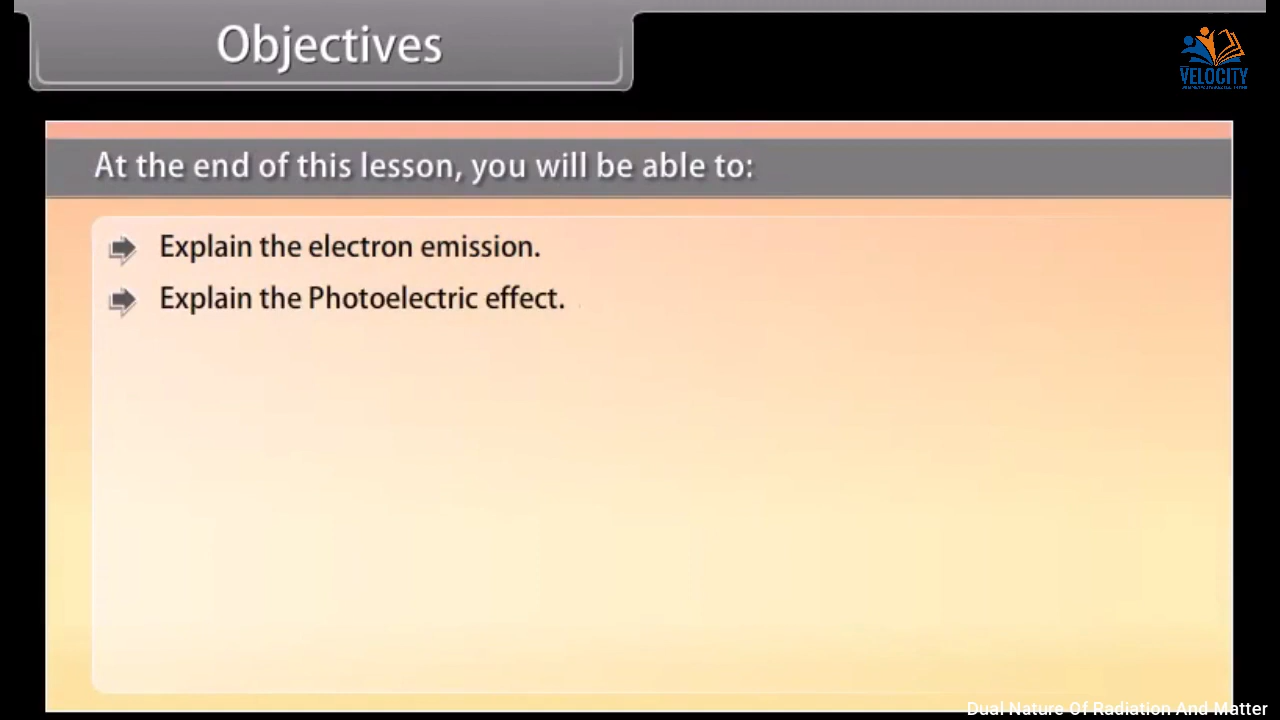 Objectives
VELOCITY
At the end of this lesson, you will be able to:
Explain the electron emission.
Explain the Photoelectric effect.
Dual Nature Of Radiation And Matter